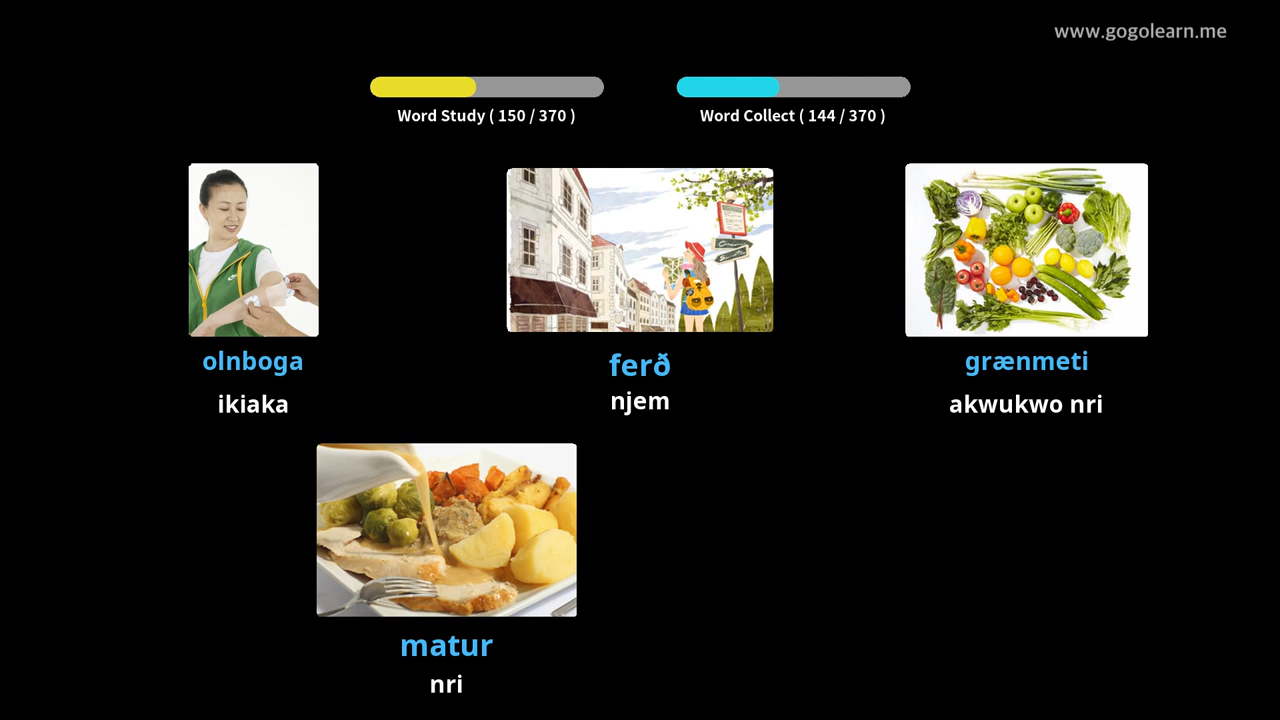 www.gogolearn.me
Word Study ( 150 / 370 )
Word Collect ( 144 / 370 )
olnboga
ikiaka
ferð
njem
grænmeti
akwukwo nri
matur
nri